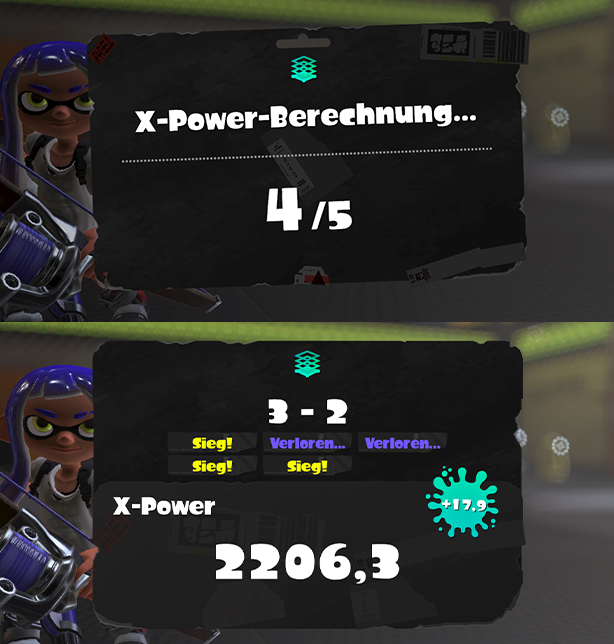 X-Power-Berechnung...
4/5
3 - 2
Sieg! Verloren... Verloren...
Sieg! Sieg!
+17,9
X-Power
2206,3